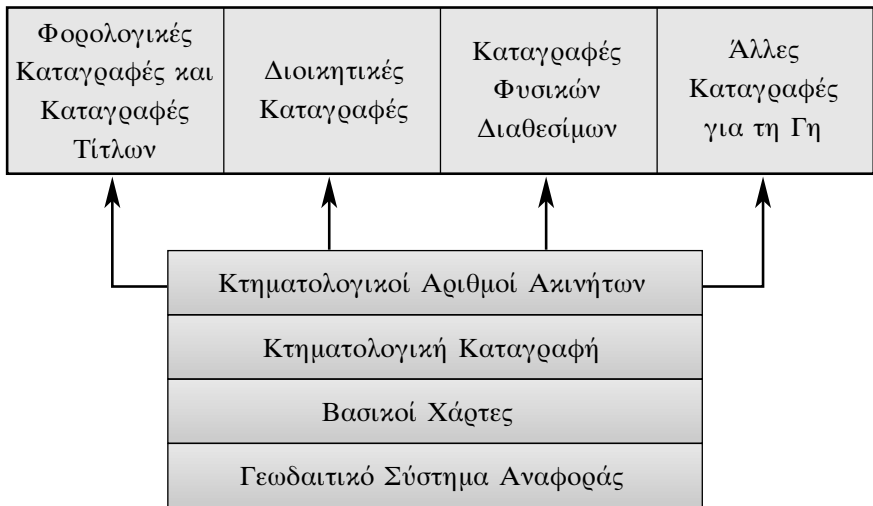 Φορολογικές
Καταγραφές και
Καταγραφές
Τίτλων
Διοικητικές
Καταγραφές
Καταγραφές
Φυσικών
Διαθεσίμων
Άλλες
Καταγραφές
για τη Γη
Κτηματολογικοί Αριθμοί Ακινήτων
Κτηματολογική Καταγραφή
Βασικοί Χάρτες
Γεωδαιτικό Σύστημα Αναφοράς